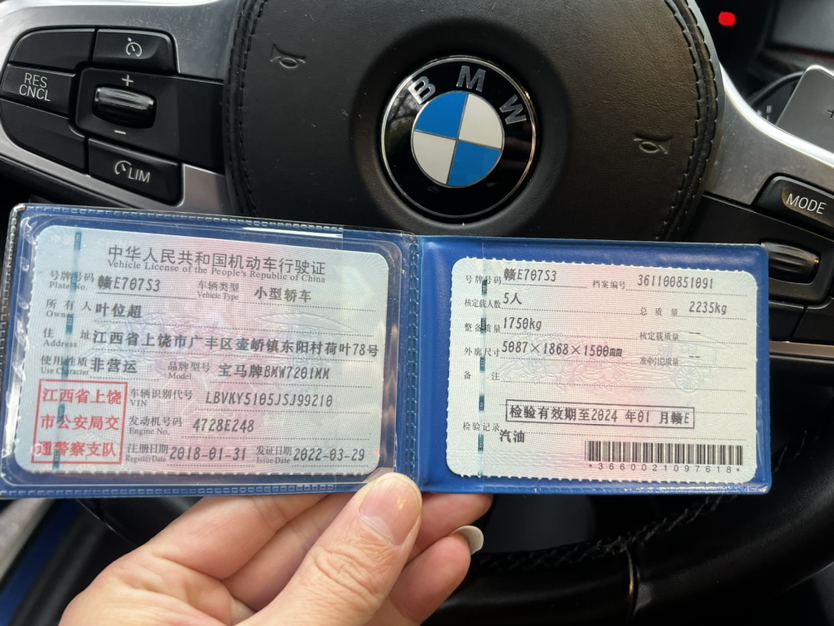 RES
CNCL
+
−
LIM
BMW
MODE
中华人民共和国机动车行驶证
Vehicle License of the People's Republic of China
号牌号码 赣E707S3 车辆类型 小型轿车
Plate No. Vehicle Type
所有人 叶位超
Owner
住址 江西省上饶市广丰区壶峤镇东阳村荷叶78号
Address
使用性质 非营运 品牌型号 宝马牌BMW7201MM
Use Character Model
江西省上饶
市公安局交
通警察支队
车辆识别代号 LBVKY5105JSJ99210
VIN
发动机号码 4728E248
Engine No.
注册日期 2018-01-31 发证日期 2022-03-29
Register Date Issue Date
号牌号码 赣E707S3 档案编号 361100851091
核定载人数 5人 总质量 2235kg
整备质量 1750kg 核定载质量 --
外廓尺寸 5087×1868×1500mm 准牵引总质量 --
备注
检验有效期至2024 年01 月赣E
检验记录
汽油
*3660021097618*